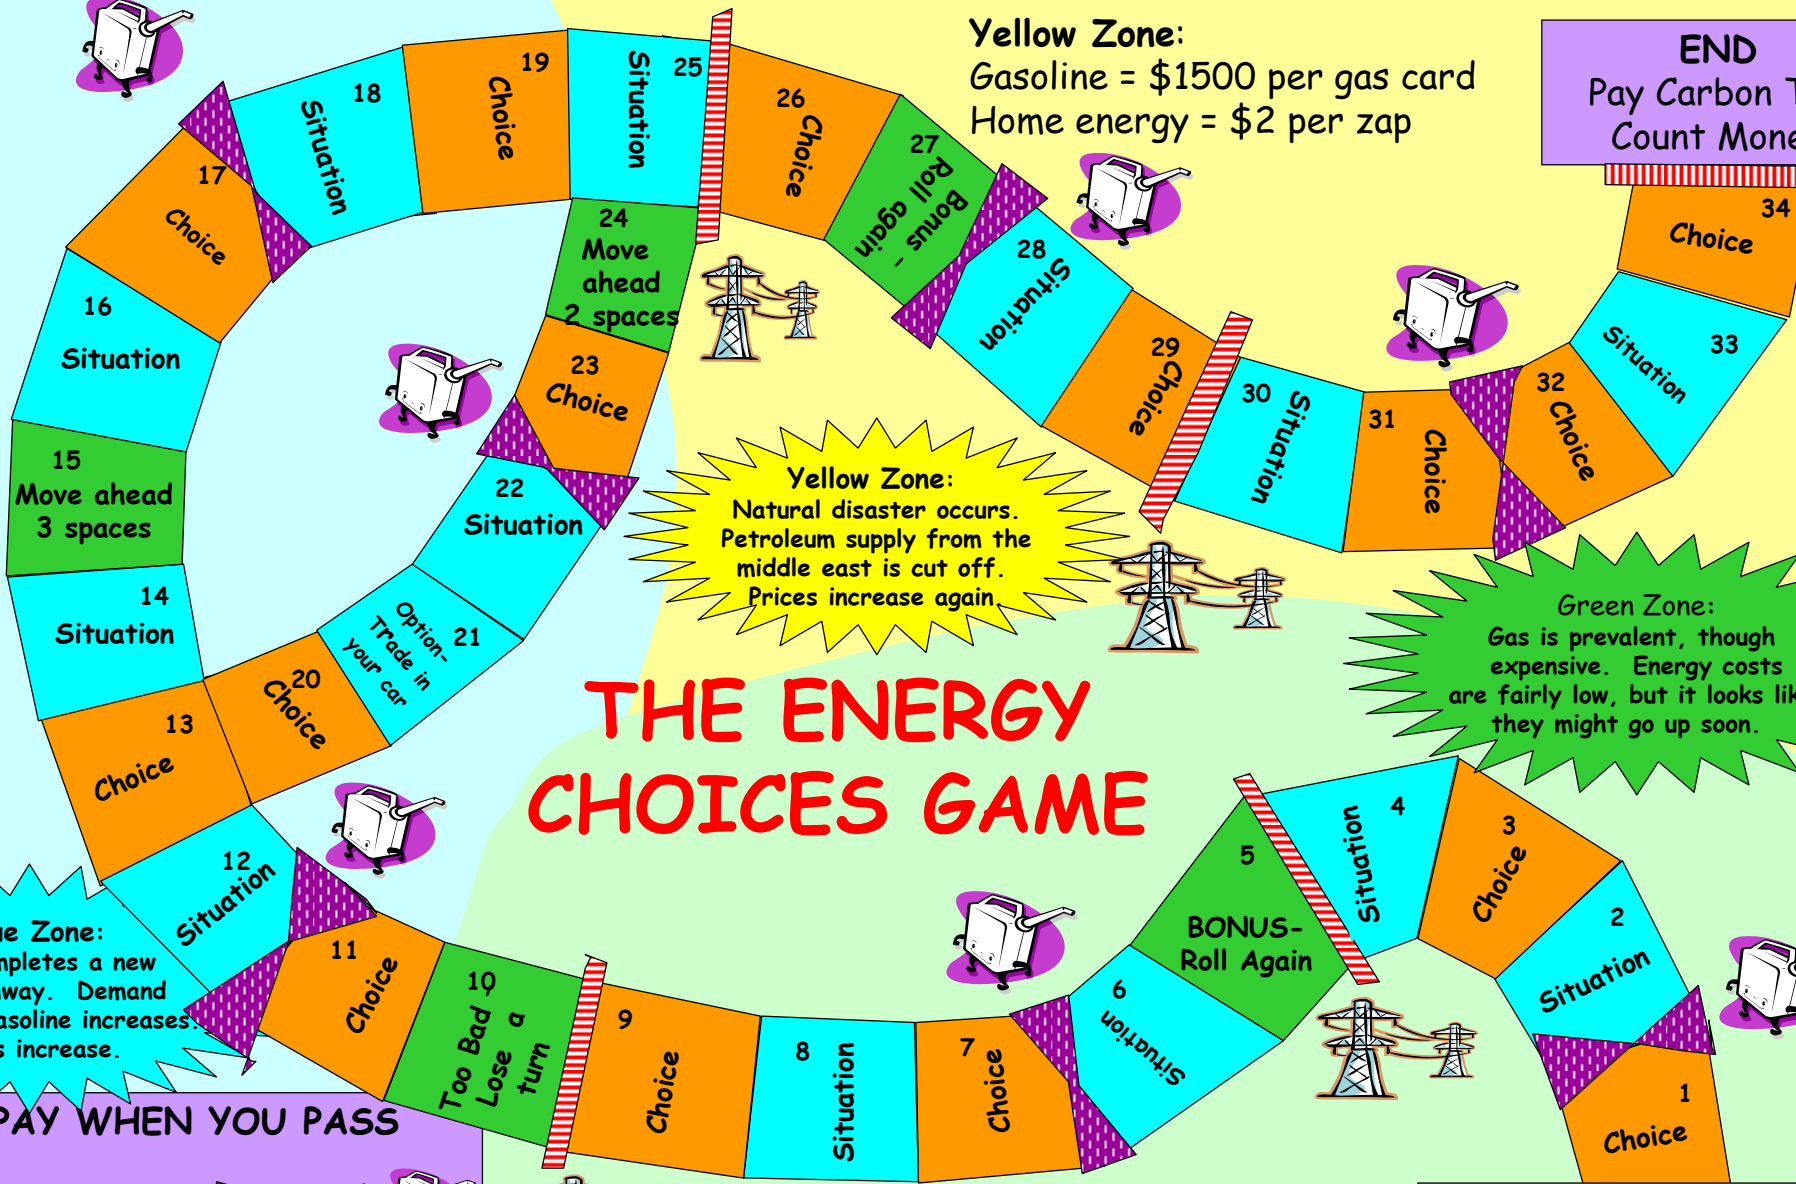 Yellow Zone:
Gasoline = $1500 per gas card
Home energy = $2 per zap
END
Pay Carbon T
Count Mone
19
Choice
18
Situation
17
Choice
16
Situation
15
Move ahead
3 spaces
14
Situation
13
Choice
12
Situation
11
Choice
10
Too Bad
Lose a
turn
9
Choice
8
Situation
7
Choice
6
Situation
5
BONUS-
Roll Again
4
Situation
3
Choice
2
Situation
1
Choice
20
Choice
21
Option-
Trade in
your car
22
Situation
23
Choice
24
Move
ahead
2 spaces
25
Situation
26
Choice
27
Bonus -
Roll again
28
Situation
29
Choice
30
Situation
31
Choice
32
Choice
33
Situation
34
Choice
Yellow Zone:
Natural disaster occurs.
Petroleum supply from the
middle east is cut off.
Prices increase again.
Green Zone:
Gas is prevalent, though
expensive. Energy costs
are fairly low, but it looks lik
they might go up soon.
THE ENERGY
CHOICES GAME
ue Zone:
mpletes a new
way. Demand
asoline increases.
s increase.
PAY WHEN YOU PASS